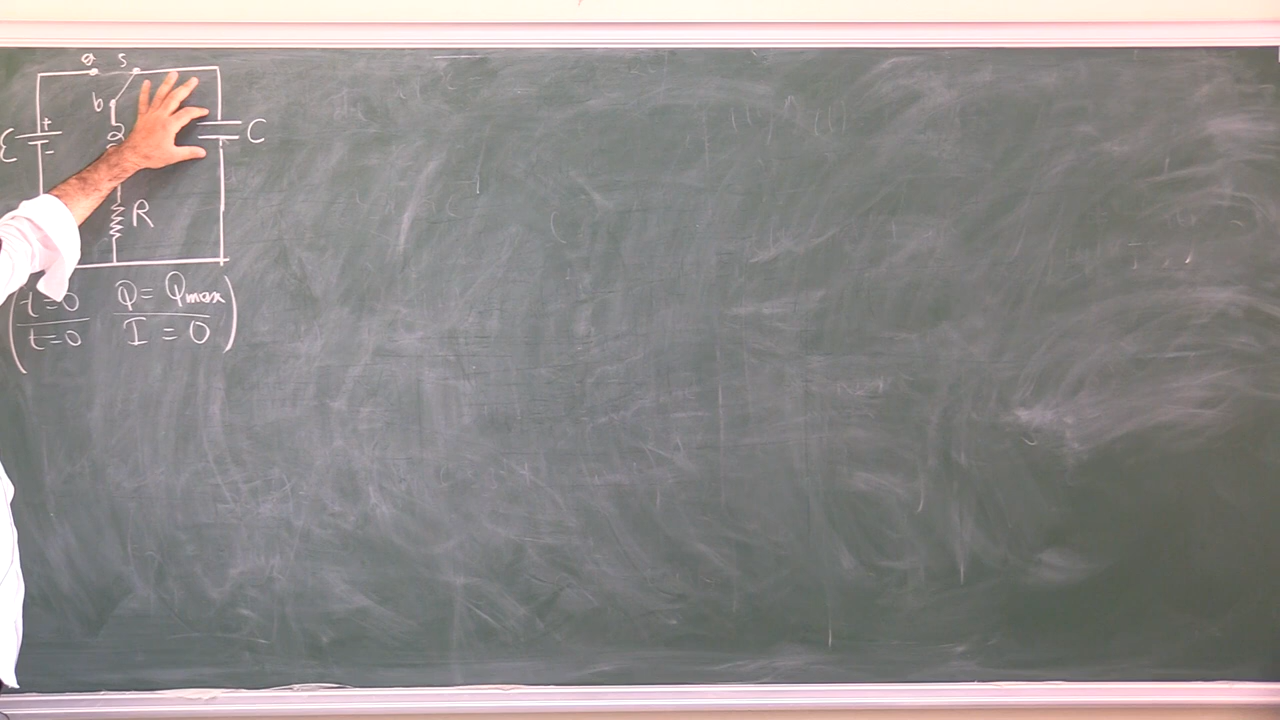 a s
b
+
ε
-
C
R
t=0 Q = Qmax
t=0 I = 0